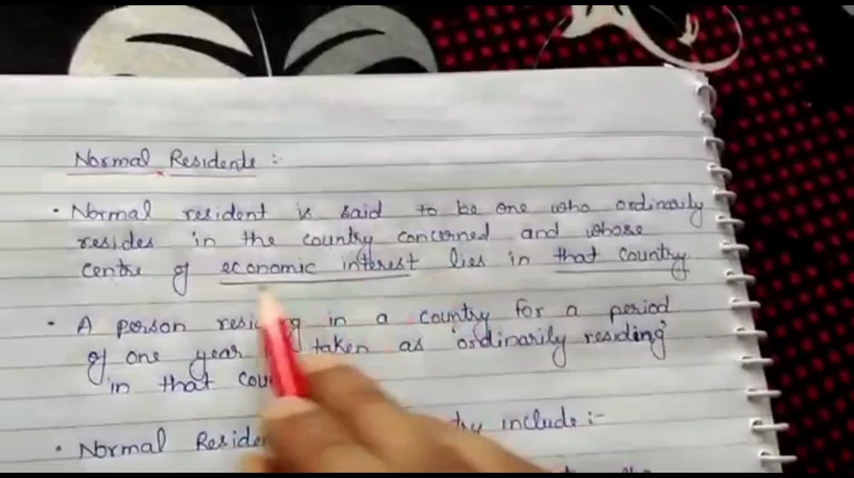 Normal Residents :-
• Normal resident is said to be one who ordinarily
resides in the country concerned and whose
centre of economic interest lies in that country
• A person residing in a country for a period
of one year taken as 'ordinarily residing'
in that
• Normal include :-